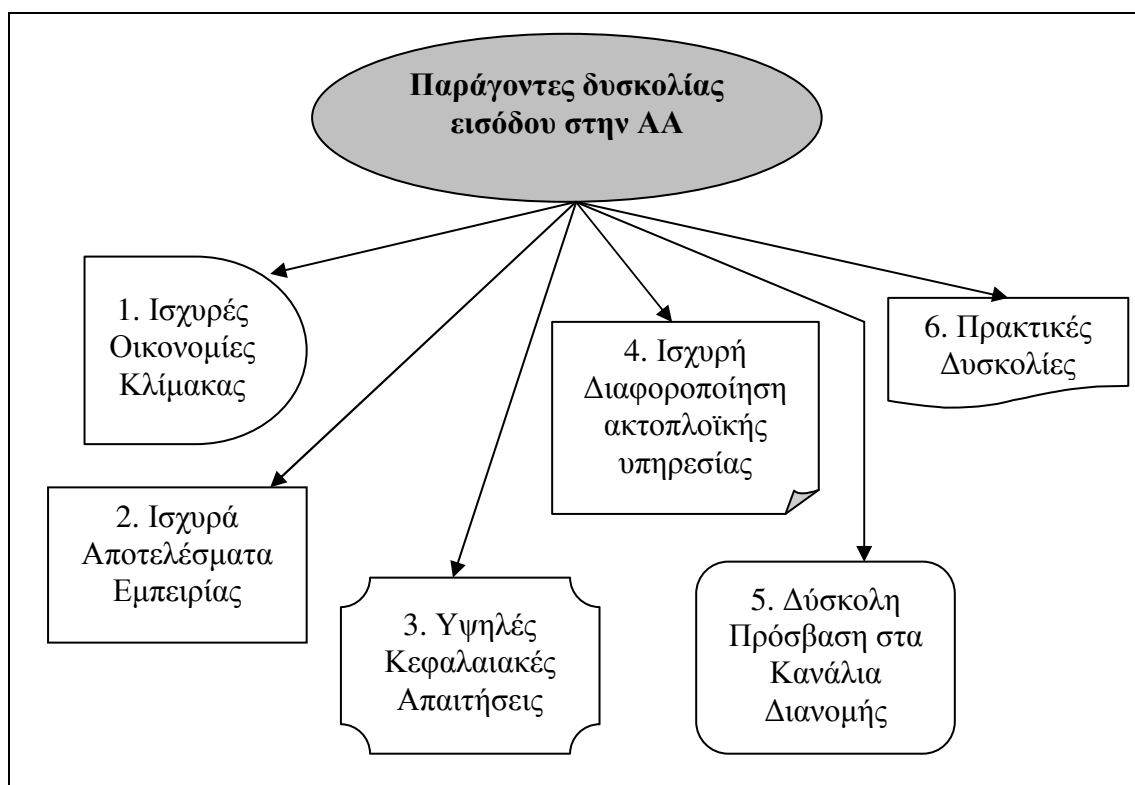 Παράγοντες δυσκολίας
εισόδου στην ΑΑ
1. Ισχυρές
Οικονομίες
Κλίμακας
2. Ισχυρά
Αποτελέσματα
Εμπειρίας
3. Υψηλές
Κεφαλαιακές
Απαιτήσεις
4. Ισχυρή
Διαφοροποίηση
ακτοπλοϊκής
υπηρεσίας
5. Δύσκολη
Πρόσβαση στα
Κανάλια
Διανομής
6. Πρακτικές
Δυσκολίες